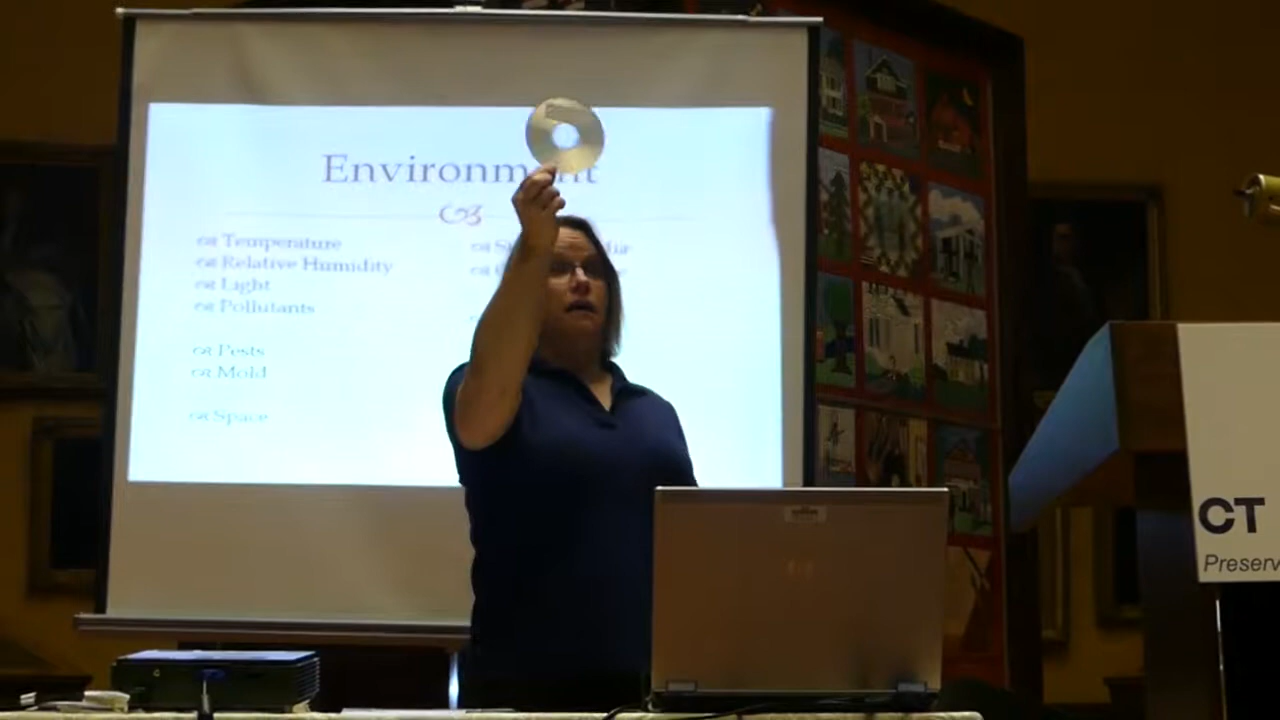 Environment
Temperature
Relative Humidity
Light
Pollutants
Pests
Mold
Space
CT
Preserv